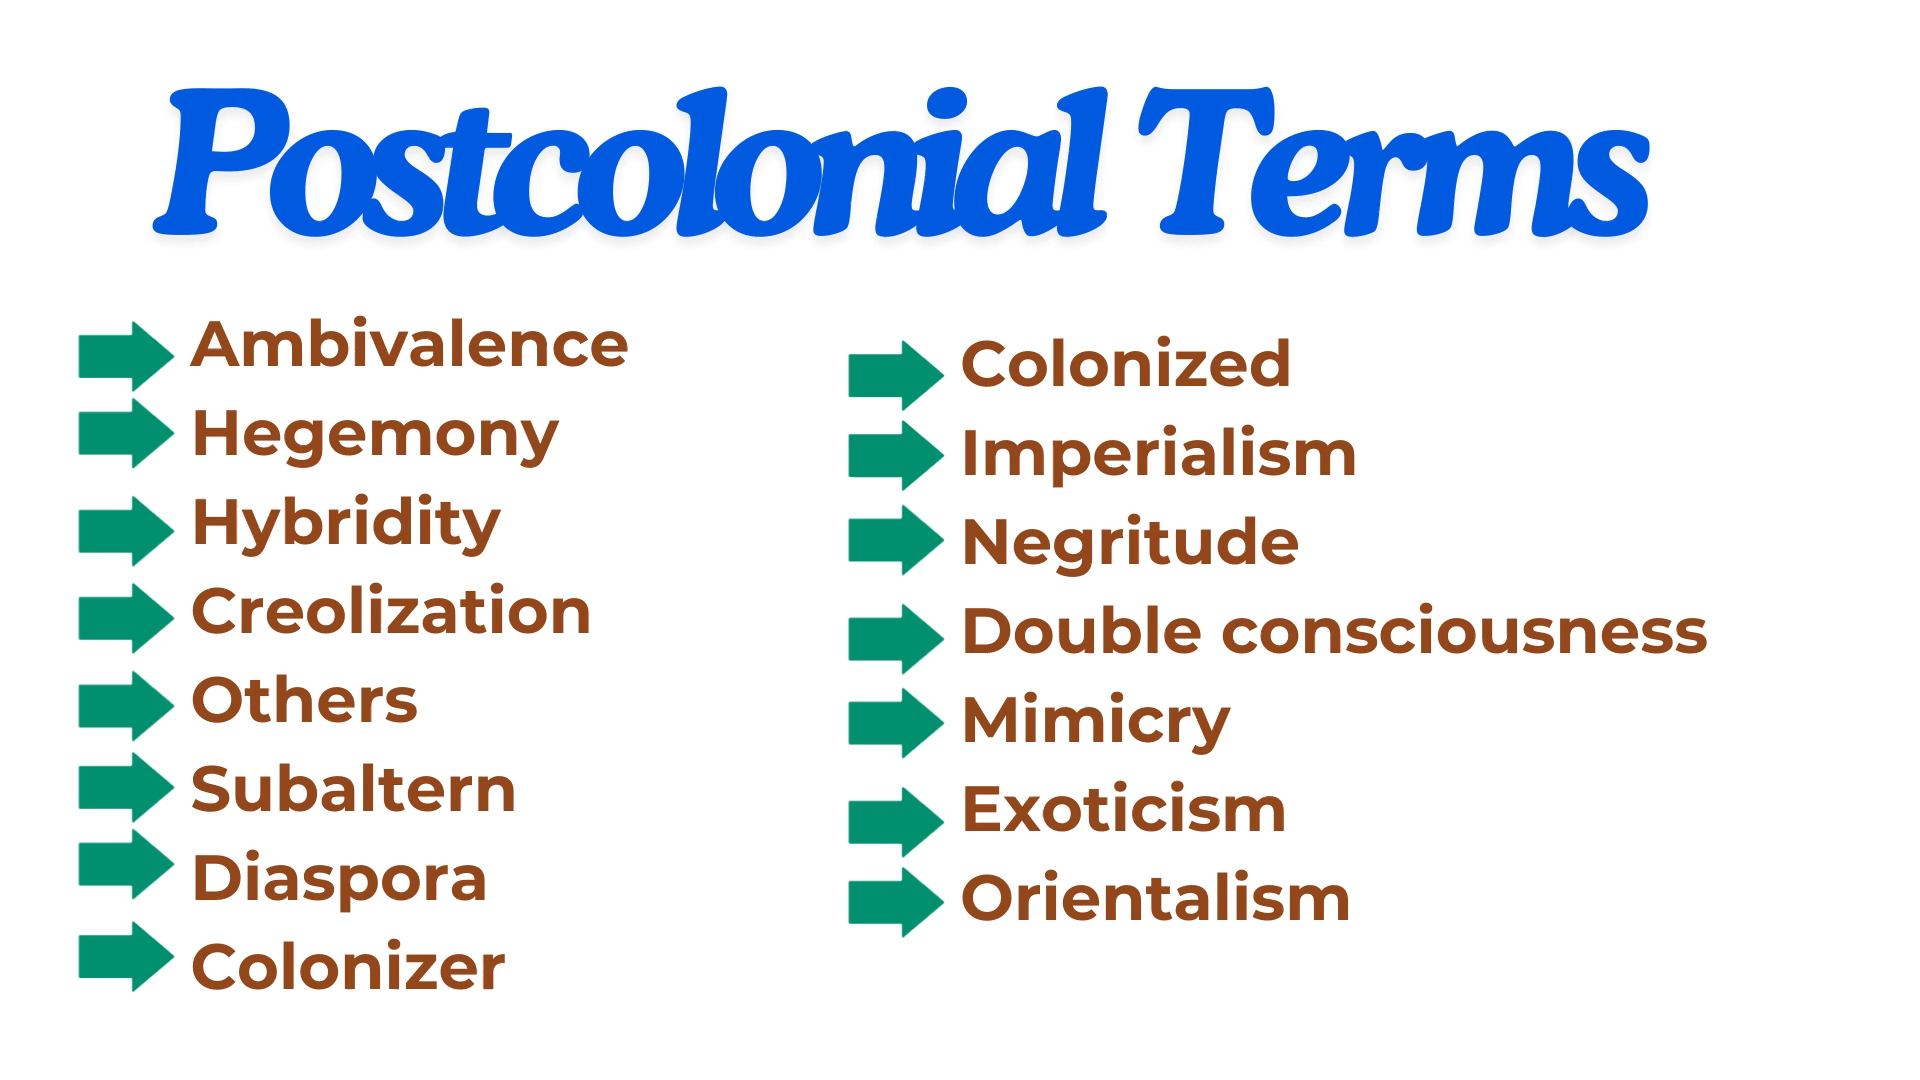 Postcolonial Terms
Ambivalence
Hegemony
Hybridity
Creolization
Others
Subaltern
Diaspora
Colonizer
Colonized
Imperialism
Negritude
Double consciousness
Mimicry
Exoticism
Orientalism